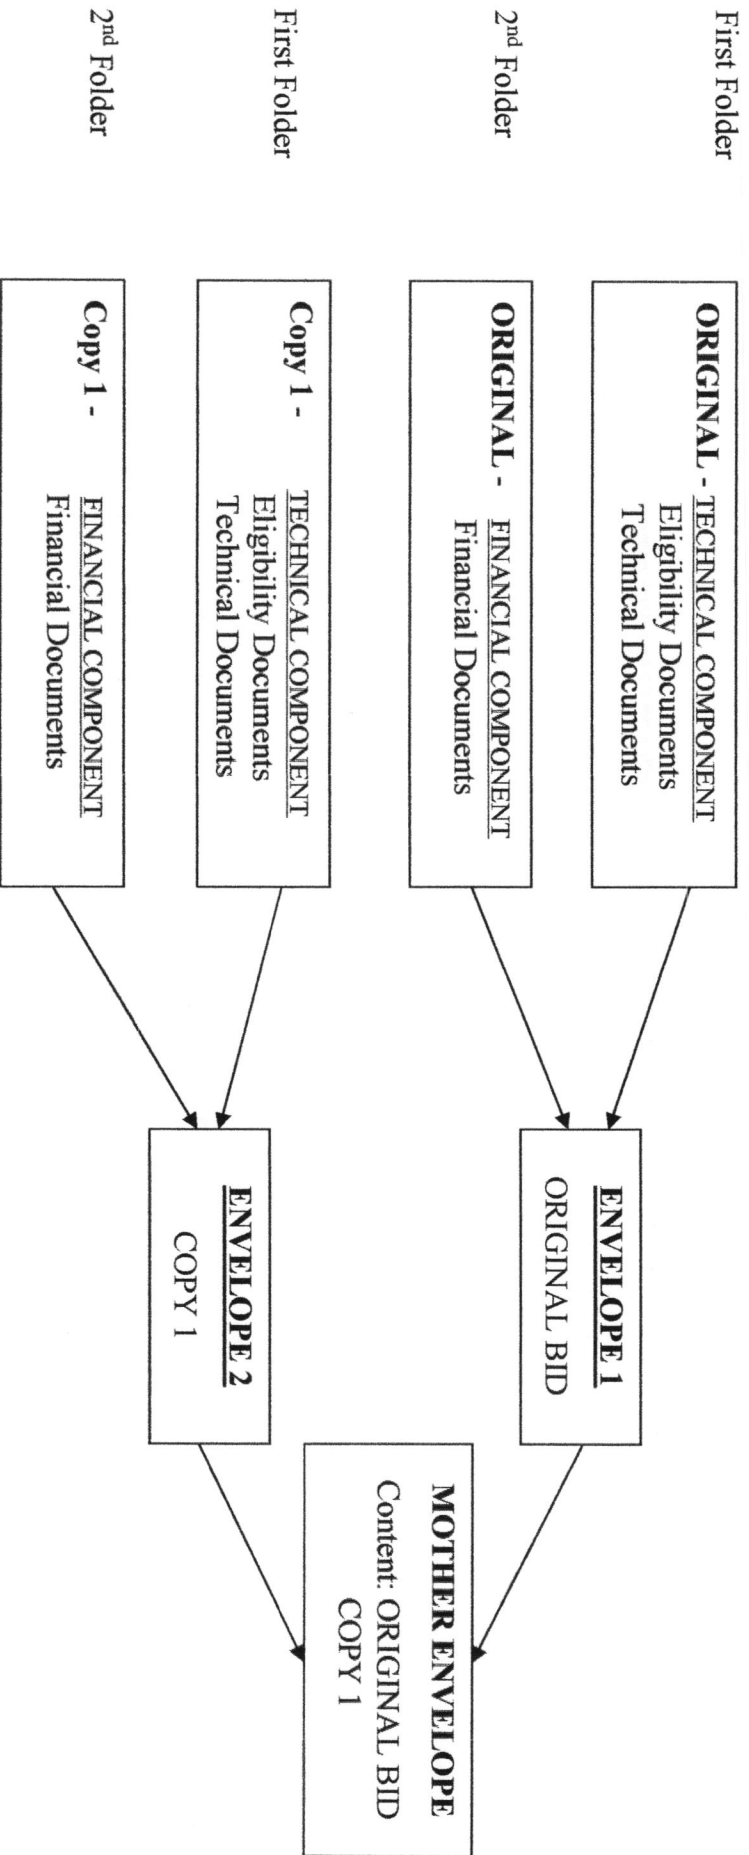 First Folder
ORIGINAL - TECHNICAL COMPONENT
Eligibility Documents
Technical Documents
2nd Folder
ORIGINAL - FINANCIAL COMPONENT
Financial Documents
First Folder
Copy 1 - TECHNICAL COMPONENT
Eligibility Documents
Technical Documents
2nd Folder
Copy 1 - FINANCIAL COMPONENT
Financial Documents
ENVELOPE 1
ORIGINAL BID
ENVELOPE 2
COPY 1
MOTHER ENVELOPE
Content: ORIGINAL BID
COPY 1